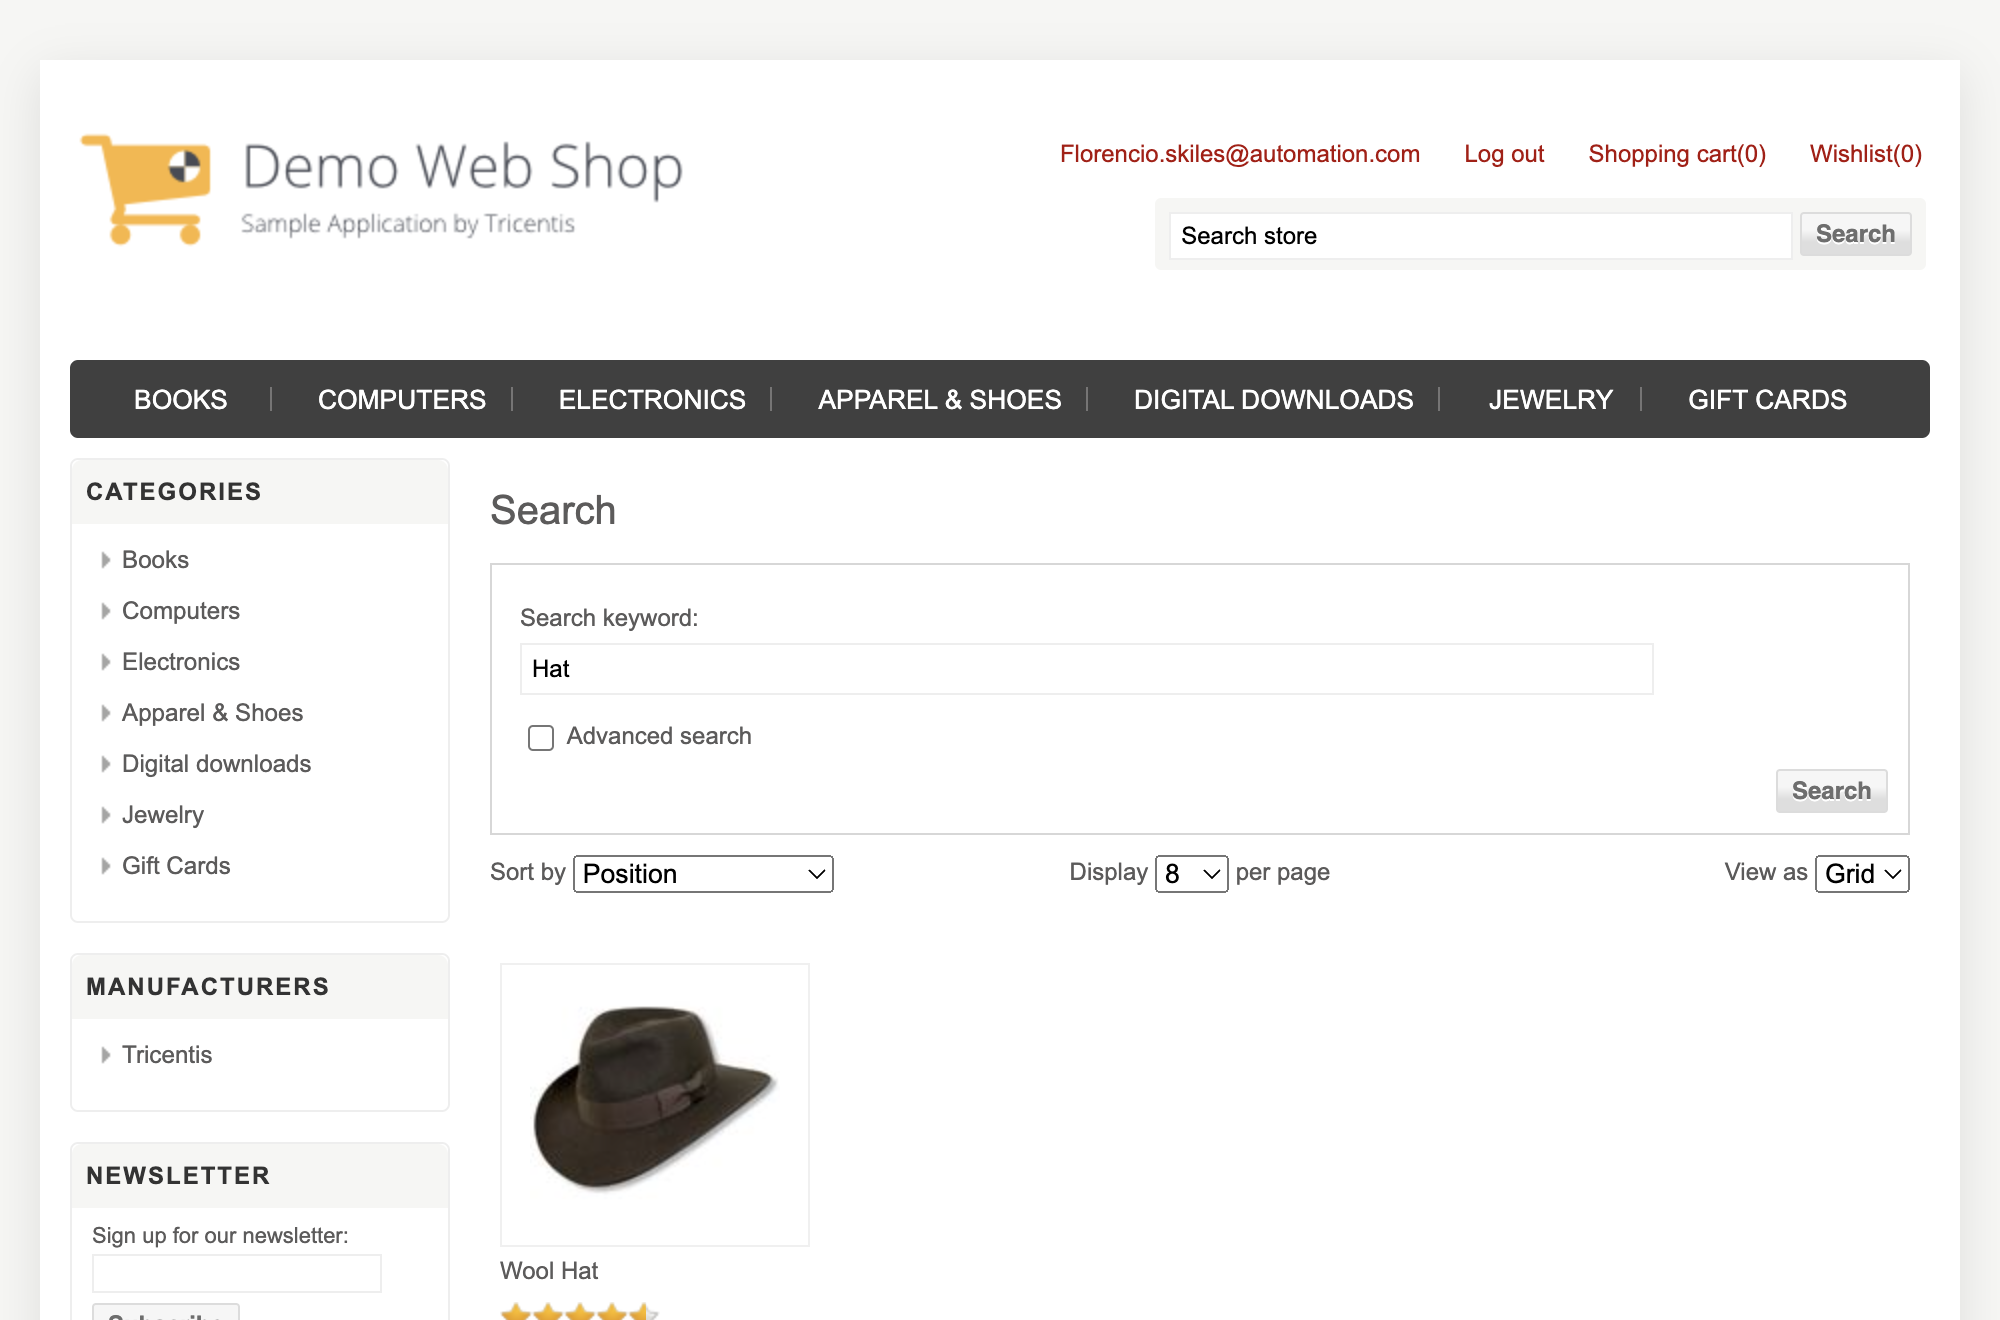 Demo Web Shop
Sample Application by Tricentis
Florencio.skiles@automation.com Log out Shopping cart(0) Wishlist(0)
Search store Search
BOOKS COMPUTERS ELECTRONICS APPAREL & SHOES DIGITAL DOWNLOADS JEWELRY GIFT CARDS
CATEGORIES
Books
Computers
Electronics
Apparel & Shoes
Digital downloads
Jewelry
Gift Cards
MANUFACTURERS
Tricentis
NEWSLETTER
Sign up for our newsletter:
Subscribe
Search
Search keyword:
Hat
Advanced search
Search
Sort by Position Display 8 per page View as Grid
Wool Hat